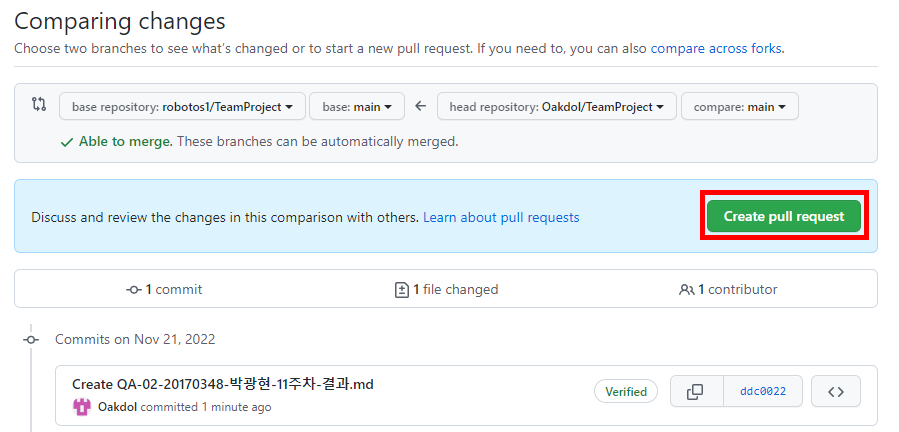 Comparing changes
Choose two branches to see what's changed or to start a new pull request. If you need to, you can also compare across forks.
base repository: robotos1/TeamProject base: main head repository: Oakdol/TeamProject compare: main
Able to merge. These branches can be automatically merged.
Discuss and review the changes in this comparison with others. Learn about pull requests Create pull request
1 commit 1 file changed 1 contributor
Commits on Nov 21, 2022
Create QA-02-20170348-박광현-11주차-결과.md
Oakdol committed 1 minute ago Verified ddc0022